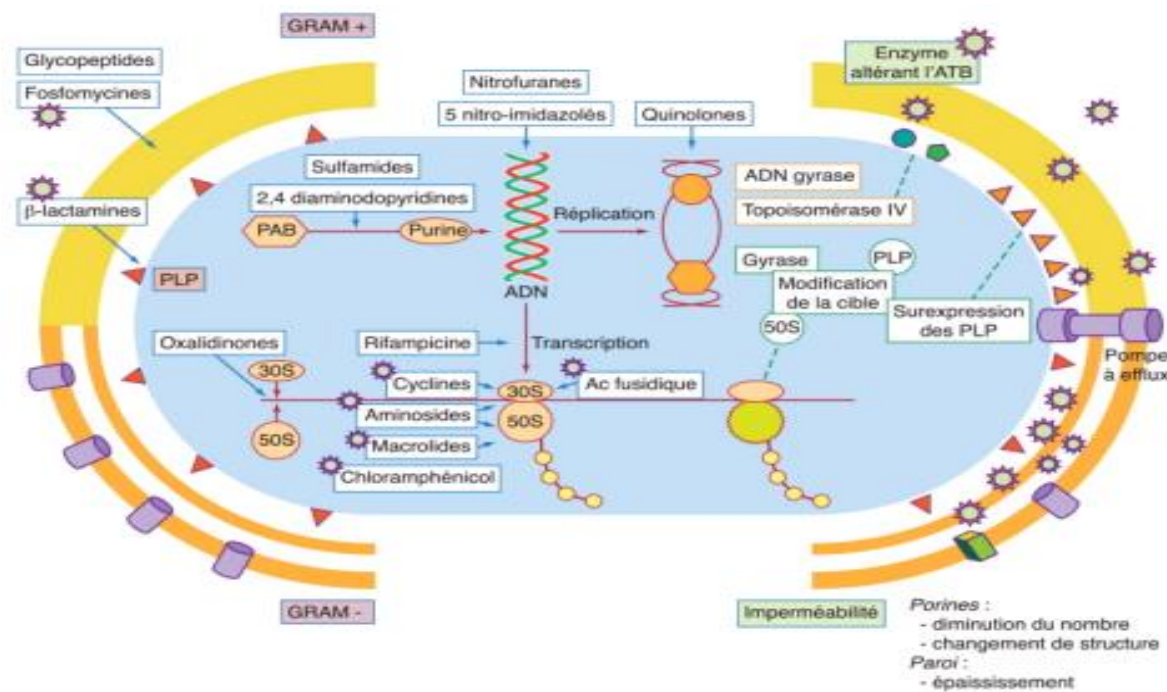 GRAM +
Glycopeptides
Fosfomycines
β-lactamines
PLP
Sulfamides
2,4 diaminodopyridines
PAB
Purine
Nitrofuranes
5 nitro-imidazolés
Quinolones
Réplication
ADN
Transcription
Oxalidinones
30S
50S
Rifampicine
Cyclines
Aminosides
Macrolides
Chloramphénicol
30S
50S
Ac fusidique
Enzyme
altérant l'ATB
ADN gyrase
Topoisomérase IV
Gyrase
PLP
Modification
de la cible
50S
Surexpression
des PLP
Pompe
à efflux
GRAM -
Imperméabilité
Porines :
- diminution du nombre
- changement de structure
Paroi :
- épaississement